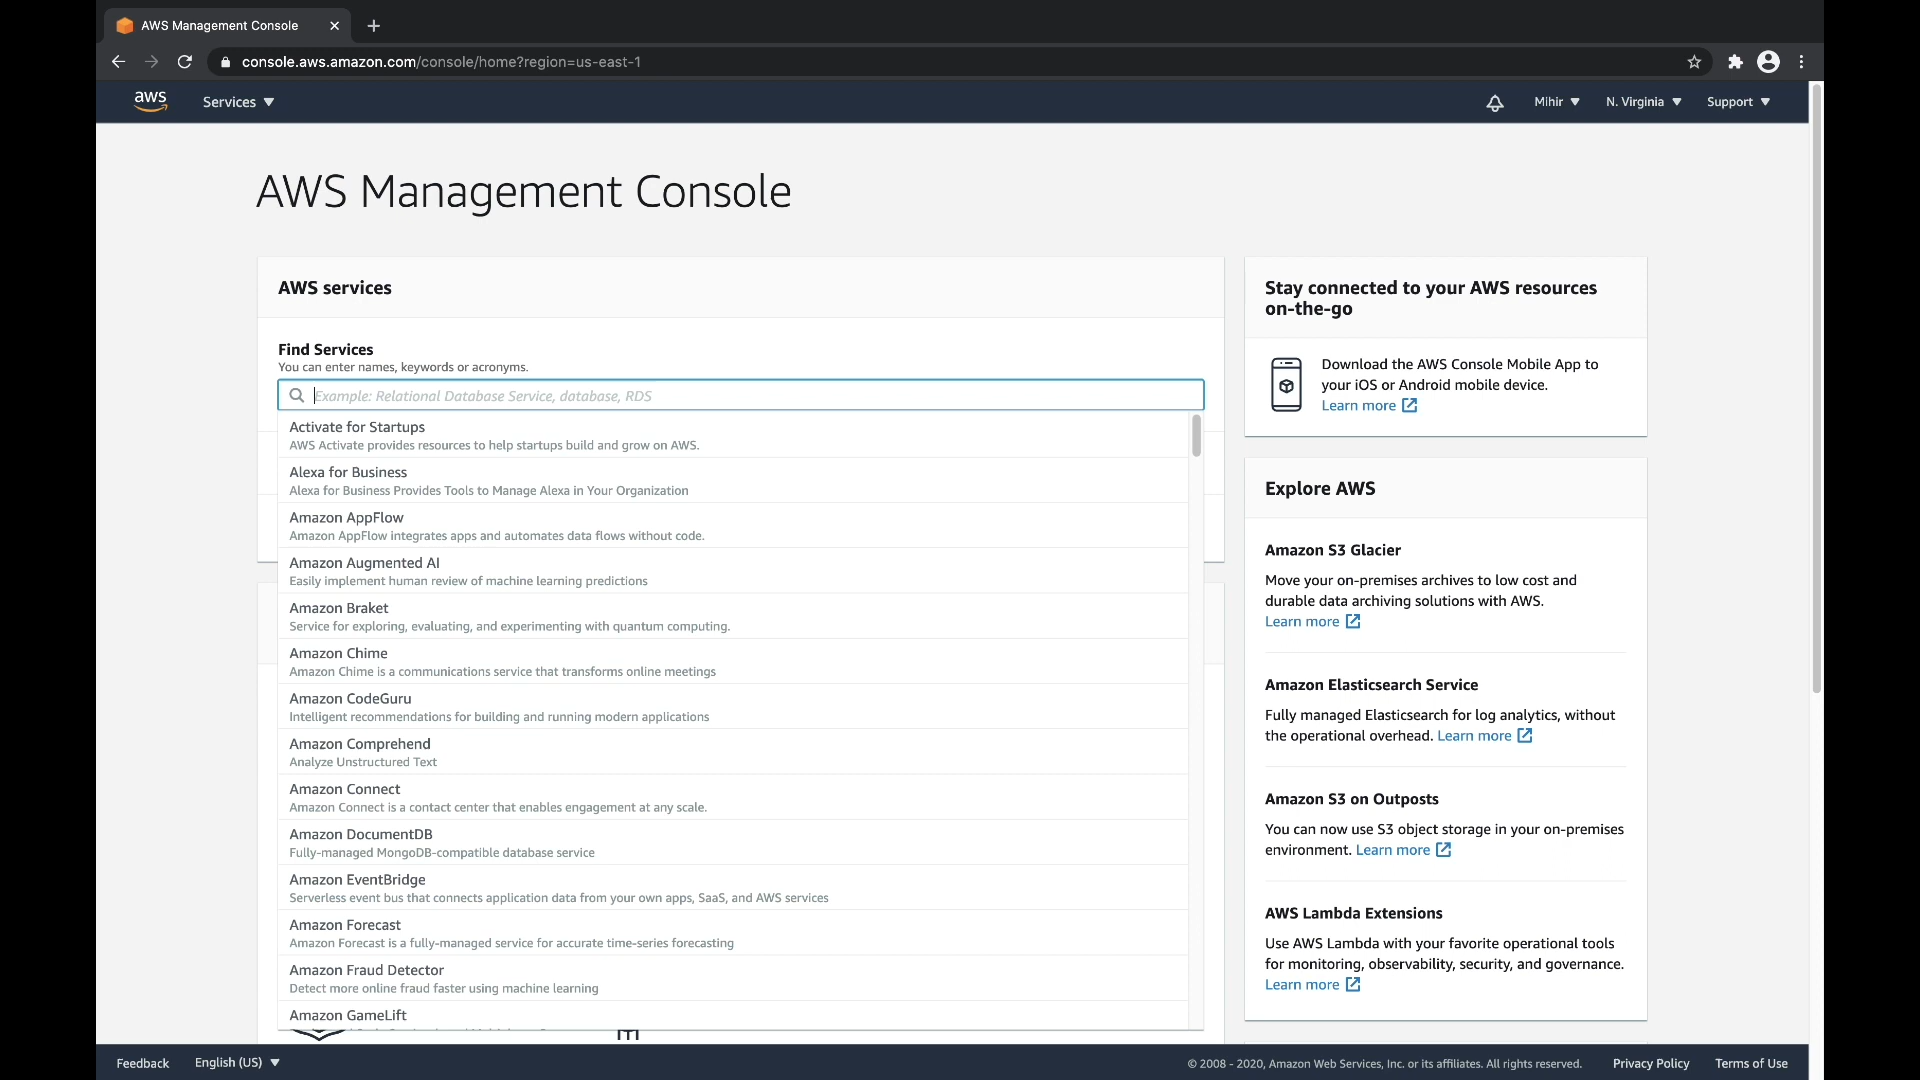 AWS Management Console
console.aws.amazon.com/console/home?region=us-east-1
aws
Services
Mihir
N. Virginia
Support
AWS Management Console
AWS services
Find Services
You can enter names, keywords or acronyms.
Example: Relational Database Service, database, RDS
Activate for Startups
AWS Activate provides resources to help startups build and grow on AWS.
Alexa for Business
Alexa for Business Provides Tools to Manage Alexa in Your Organization
Amazon AppFlow
Amazon AppFlow integrates apps and automates data flows without code.
Amazon Augmented AI
Easily implement human review of machine learning predictions
Amazon Braket
Service for exploring, evaluating, and experimenting with quantum computing.
Amazon Chime
Amazon Chime is a communications service that transforms online meetings
Amazon CodeGuru
Intelligent recommendations for building and running modern applications
Amazon Comprehend
Analyze Unstructured Text
Amazon Connect
Amazon Connect is a contact center that enables engagement at any scale.
Amazon DocumentDB
Fully-managed MongoDB-compatible database service
Amazon EventBridge
Serverless event bus that connects application data from your own apps, SaaS, and AWS services
Amazon Forecast
Amazon Forecast is a fully-managed service for accurate time-series forecasting
Amazon Fraud Detector
Detect more online fraud faster using machine learning
Amazon GameLift
Stay connected to your AWS resources
on-the-go
Download the AWS Console Mobile App to
your iOS or Android mobile device.
Learn more
Explore AWS
Amazon S3 Glacier
Move your on-premises archives to low cost and
durable data archiving solutions with AWS.
Learn more
Amazon Elasticsearch Service
Fully managed Elasticsearch for log analytics, without
the operational overhead. Learn more
Amazon S3 on Outposts
You can now use S3 object storage in your on-premises
environment. Learn more
AWS Lambda Extensions
Use AWS Lambda with your favorite operational tools
for monitoring, observability, security, and governance.
Learn more
Feedback
English (US)
© 2008 - 2020, Amazon Web Services, Inc. or its affiliates. All rights reserved.
Privacy Policy
Terms of Use